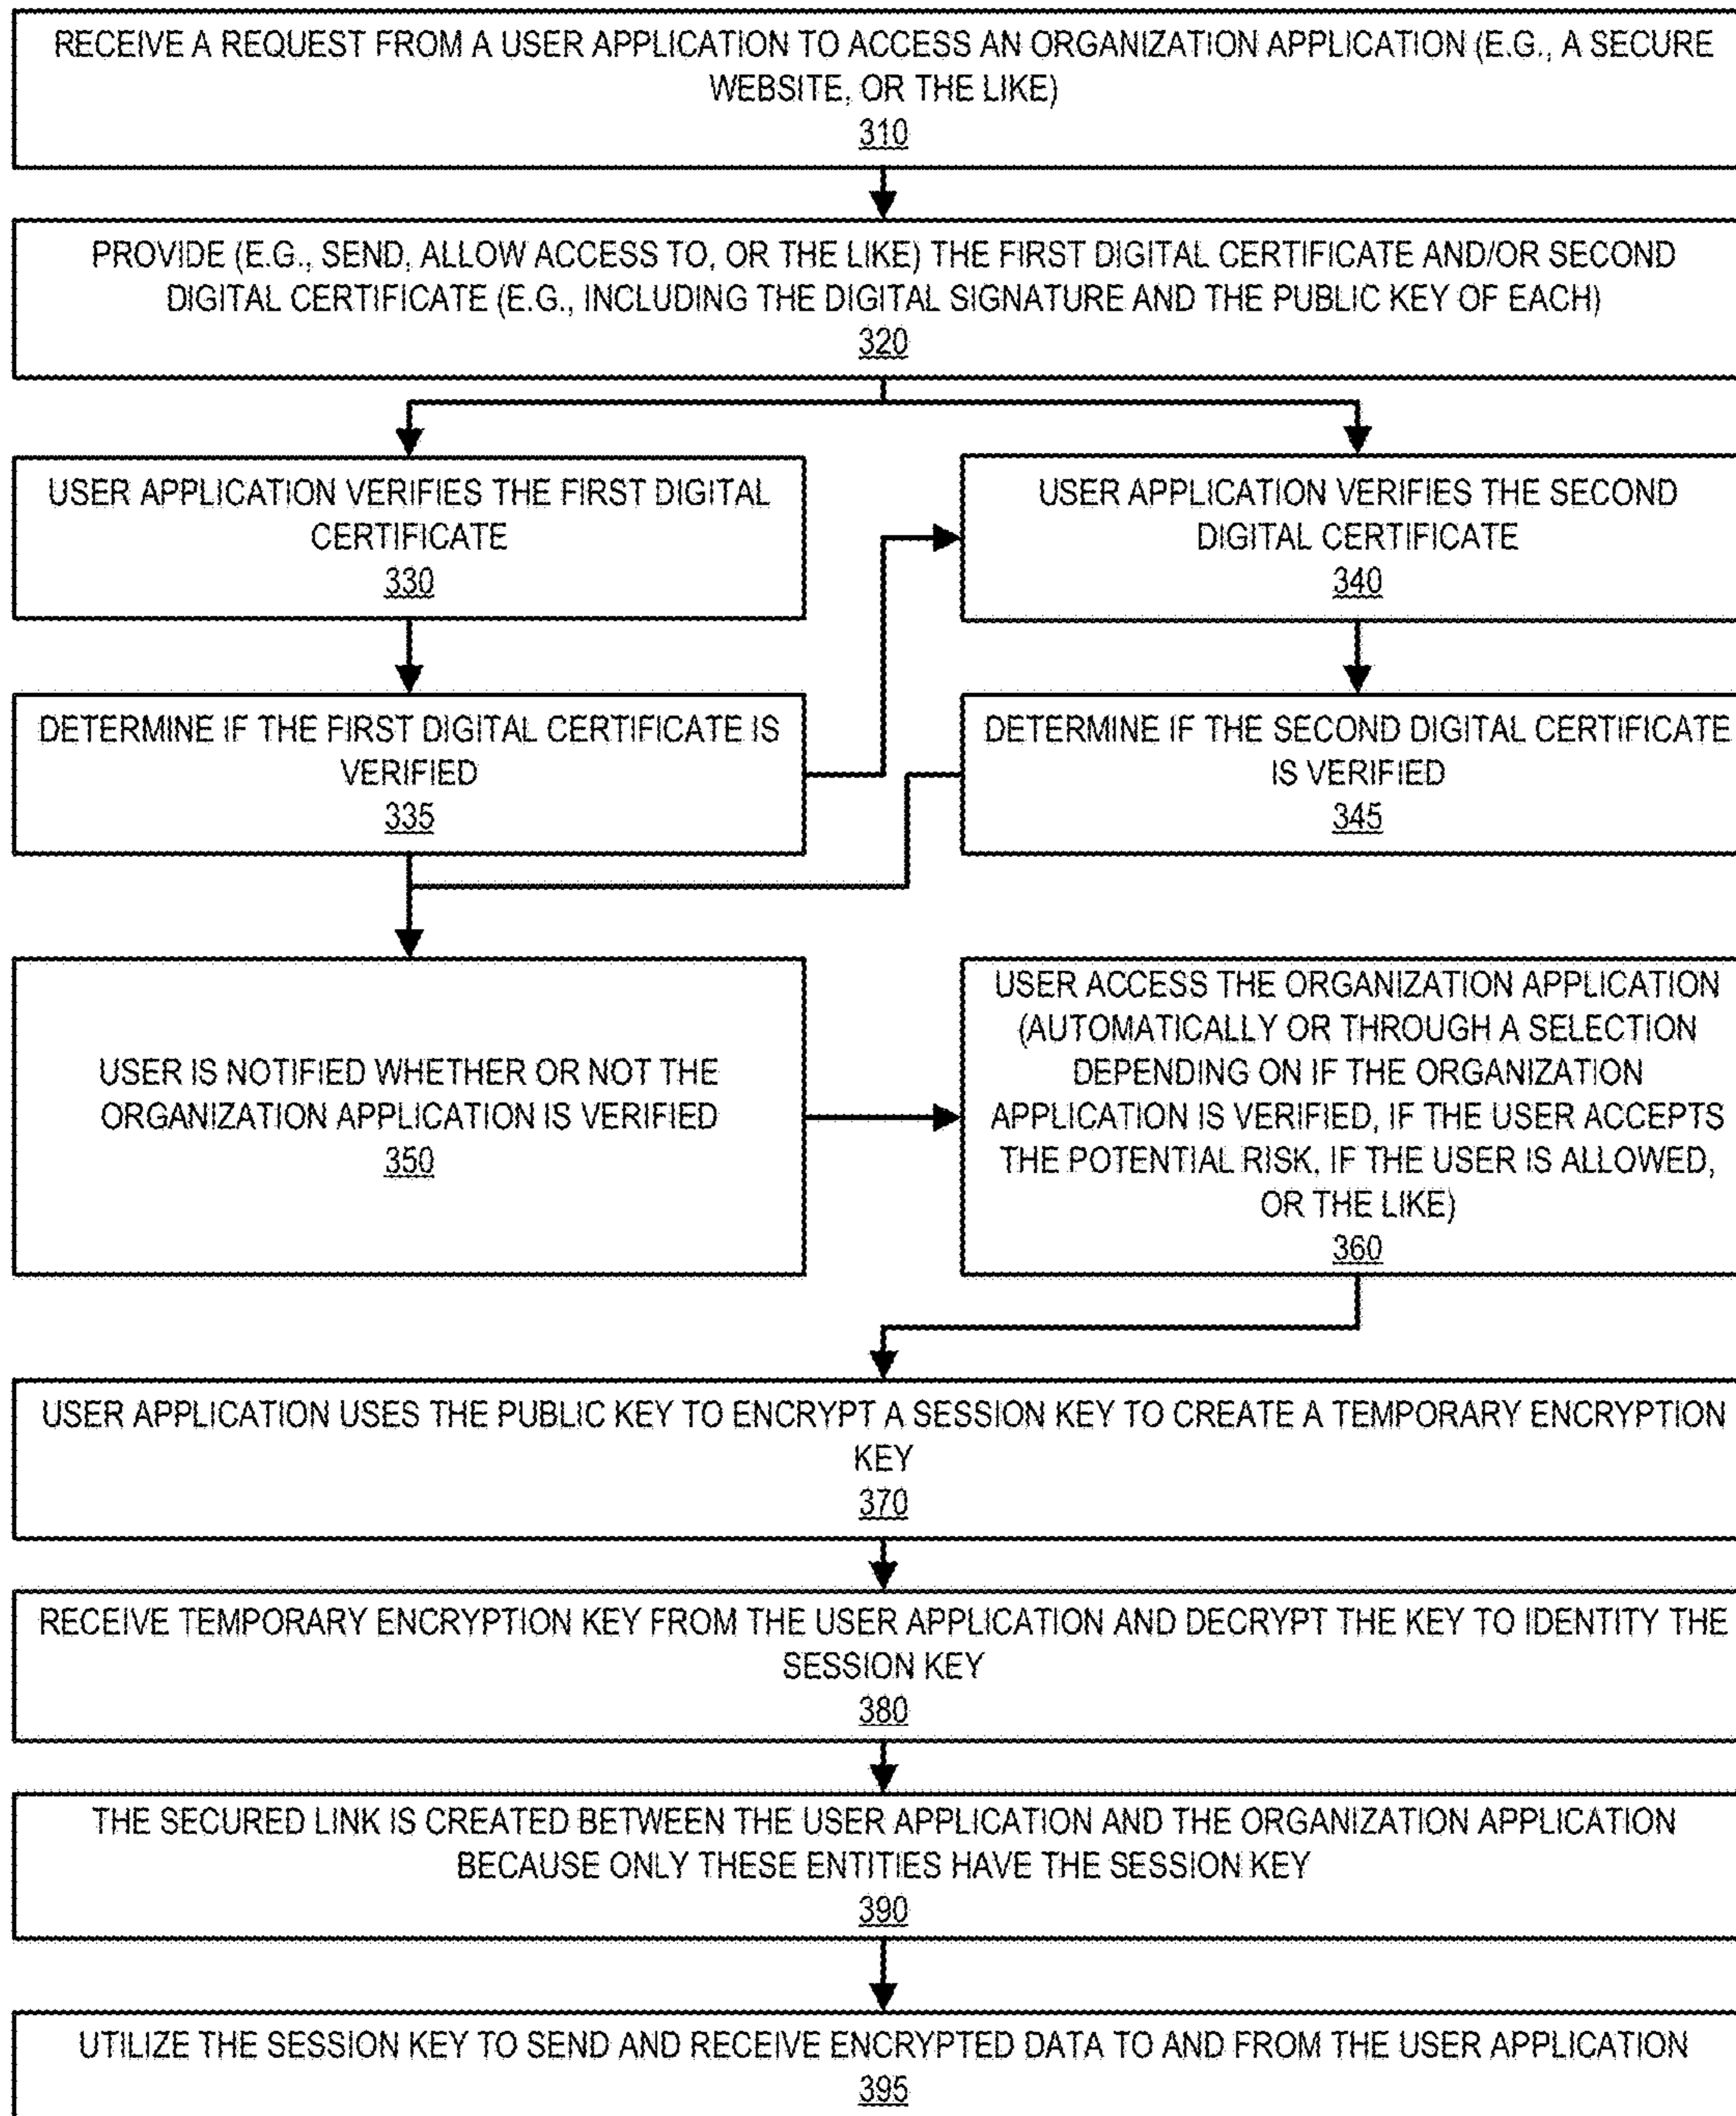 RECEIVE A REQUEST FROM A USER APPLICATION TO ACCESS AN ORGANIZATION APPLICATION (E.G., A SECURE
WEBSITE, OR THE LIKE)
310
PROVIDE (E.G., SEND, ALLOW ACCESS TO, OR THE LIKE) THE FIRST DIGITAL CERTIFICATE AND/OR SECOND
DIGITAL CERTIFICATE (E.G., INCLUDING THE DIGITAL SIGNATURE AND THE PUBLIC KEY OF EACH)
320
USER APPLICATION VERIFIES THE FIRST DIGITAL
CERTIFICATE
330
USER APPLICATION VERIFIES THE SECOND
DIGITAL CERTIFICATE
340
DETERMINE IF THE FIRST DIGITAL CERTIFICATE IS
VERIFIED
335
DETERMINE IF THE SECOND DIGITAL CERTIFICATE
IS VERIFIED
345
USER IS NOTIFIED WHETHER OR NOT THE
ORGANIZATION APPLICATION IS VERIFIED
350
USER ACCESS THE ORGANIZATION APPLICATION
(AUTOMATICALLY OR THROUGH A SELECTION
DEPENDING ON IF THE ORGANIZATION
APPLICATION IS VERIFIED, IF THE USER ACCEPTS
THE POTENTIAL RISK, IF THE USER IS ALLOWED,
OR THE LIKE)
360
USER APPLICATION USES THE PUBLIC KEY TO ENCRYPT A SESSION KEY TO CREATE A TEMPORARY ENCRYPTION
KEY
370
RECEIVE TEMPORARY ENCRYPTION KEY FROM THE USER APPLICATION AND DECRYPT THE KEY TO IDENTITY THE
SESSION KEY
380
THE SECURED LINK IS CREATED BETWEEN THE USER APPLICATION AND THE ORGANIZATION APPLICATION
BECAUSE ONLY THESE ENTITIES HAVE THE SESSION KEY
390
UTILIZE THE SESSION KEY TO SEND AND RECEIVE ENCRYPTED DATA TO AND FROM THE USER APPLICATION
395